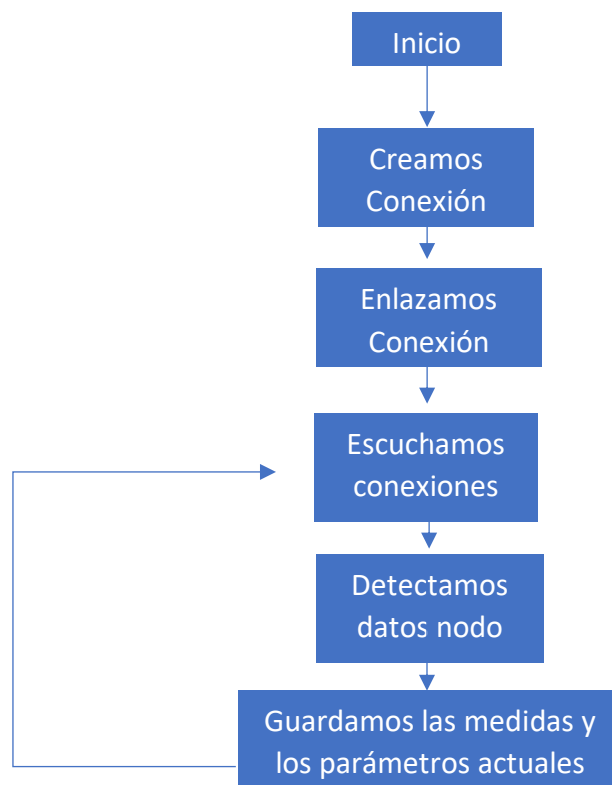 Inicio
Creamos
Conexión
Enlazamos
Conexión
Escuchamos
conexiones
Detectamos
datos nodo
Guardamos las medidas y
los parámetros actuales